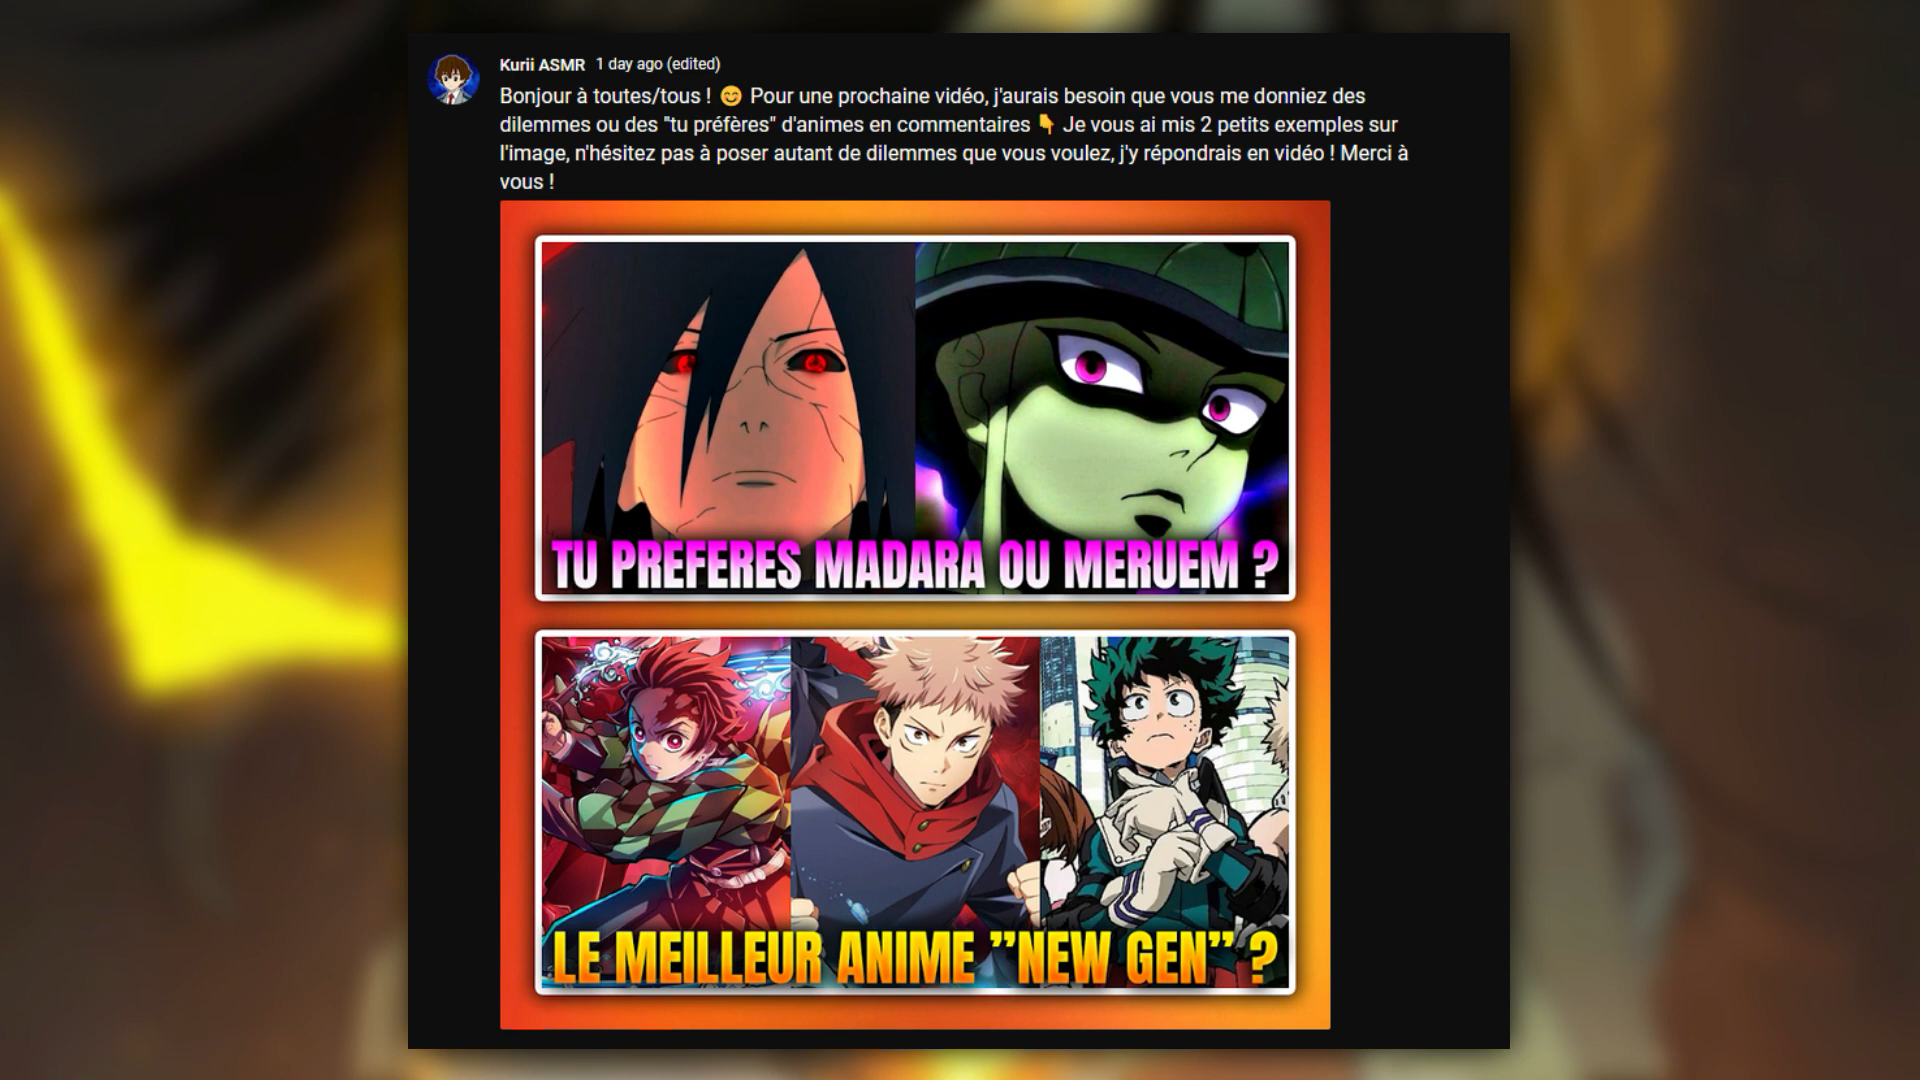 Kurii ASMR 1 day ago (edited)
Bonjour à toutes/tous ! 😊 Pour une prochaine vidéo, j'aurais besoin que vous me donniez des
dilemmes ou des "tu préfères" d'animes en commentaires 👇 Je vous ai mis 2 petits exemples sur
l'image, n'hésitez pas à poser autant de dilemmes que vous voulez, j'y répondrais en vidéo ! Merci à
vous !
TU PREFERES MADARA OU MERUEM ?
LE MEILLEUR ANIME "NEW GEN" ?